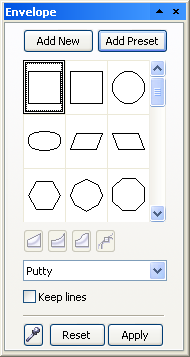 Envelope
Add New Add Preset
Putty
Keep lines
Reset Apply